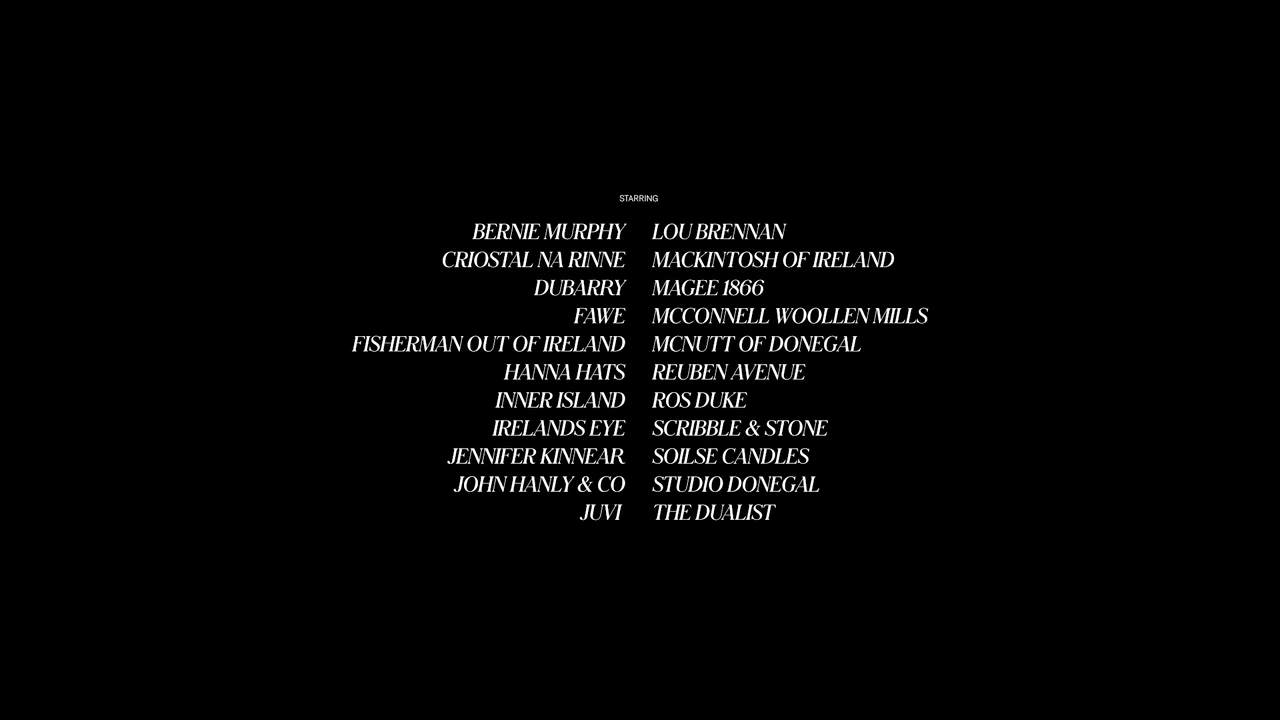 STARRING
BERNIE MURPHY LOU BRENNAN
CRIOSTAL NA RINNE MACKINTOSH OF IRELAND
DUBARRY MAGEE 1866
FAWE MCCONNELL WOOLLEN MILLS
FISHERMAN OUT OF IRELAND MCNUTT OF DONEGAL
HANNA HATS REUBEN AVENUE
INNER ISLAND ROS DUKE
IRELANDS EYE SCRIBBLE & STONE
JENNIFER KINNEAR SOILSE CANDLES
JOHN HANLY & CO STUDIO DONEGAL
JUVI THE DUALIST